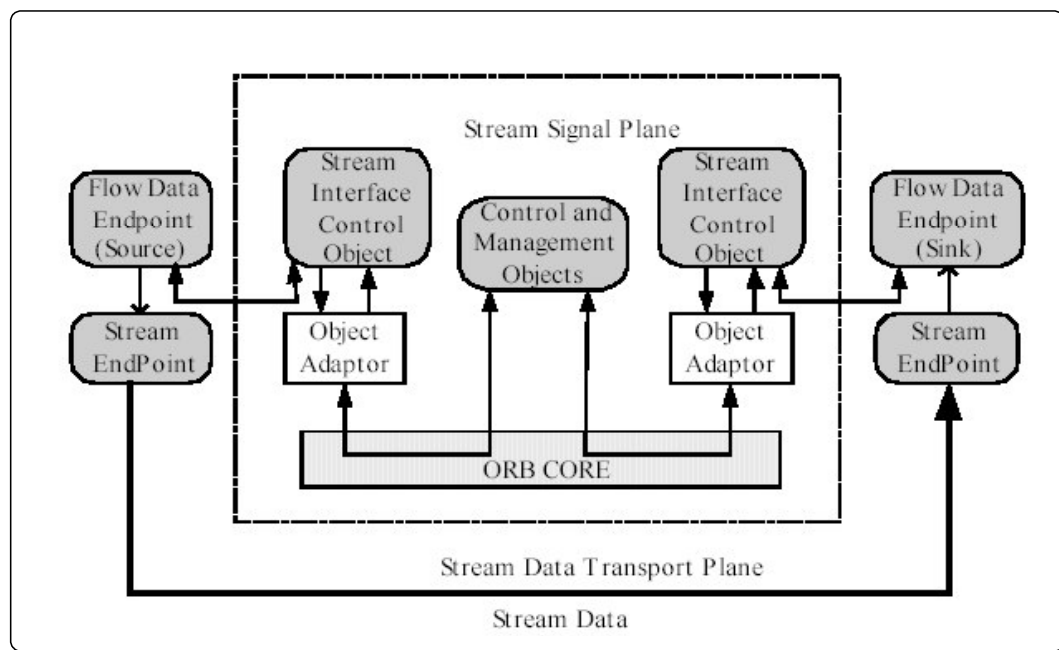 Stream Signal Plane
Flow Data
Endpoint
(Source)
Stream
Interface
Control
Object
Control and
Management
Objects
Stream
Interface
Control
Object
Flow Data
Endpoint
(Sink)
Stream
EndPoint
Object
Adaptor
Object
Adaptor
Stream
EndPoint
ORB CORE
Stream Data Transport Plane
Stream Data